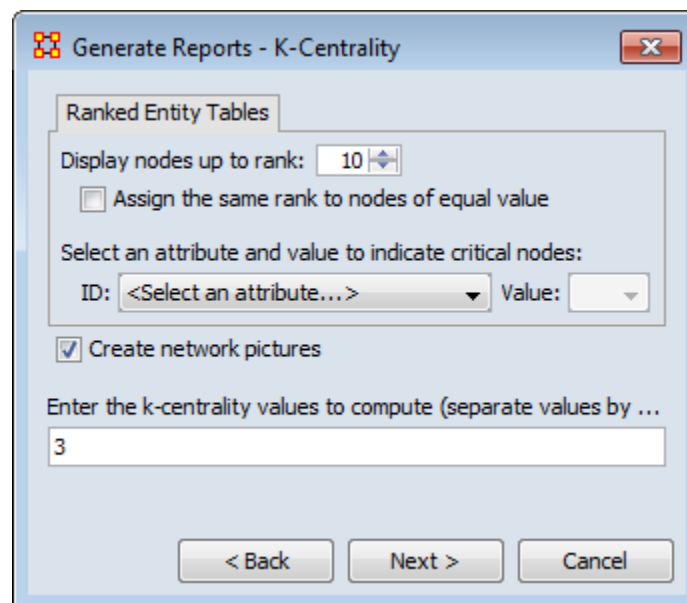 Generate Reports - K-Centrality
Ranked Entity Tables
Display nodes up to rank: 10
Assign the same rank to nodes of equal value
Select an attribute and value to indicate critical nodes:
ID: <Select an attribute...> Value:
Create network pictures
Enter the k-centrality values to compute (separate values by ...
3
< Back Next > Cancel